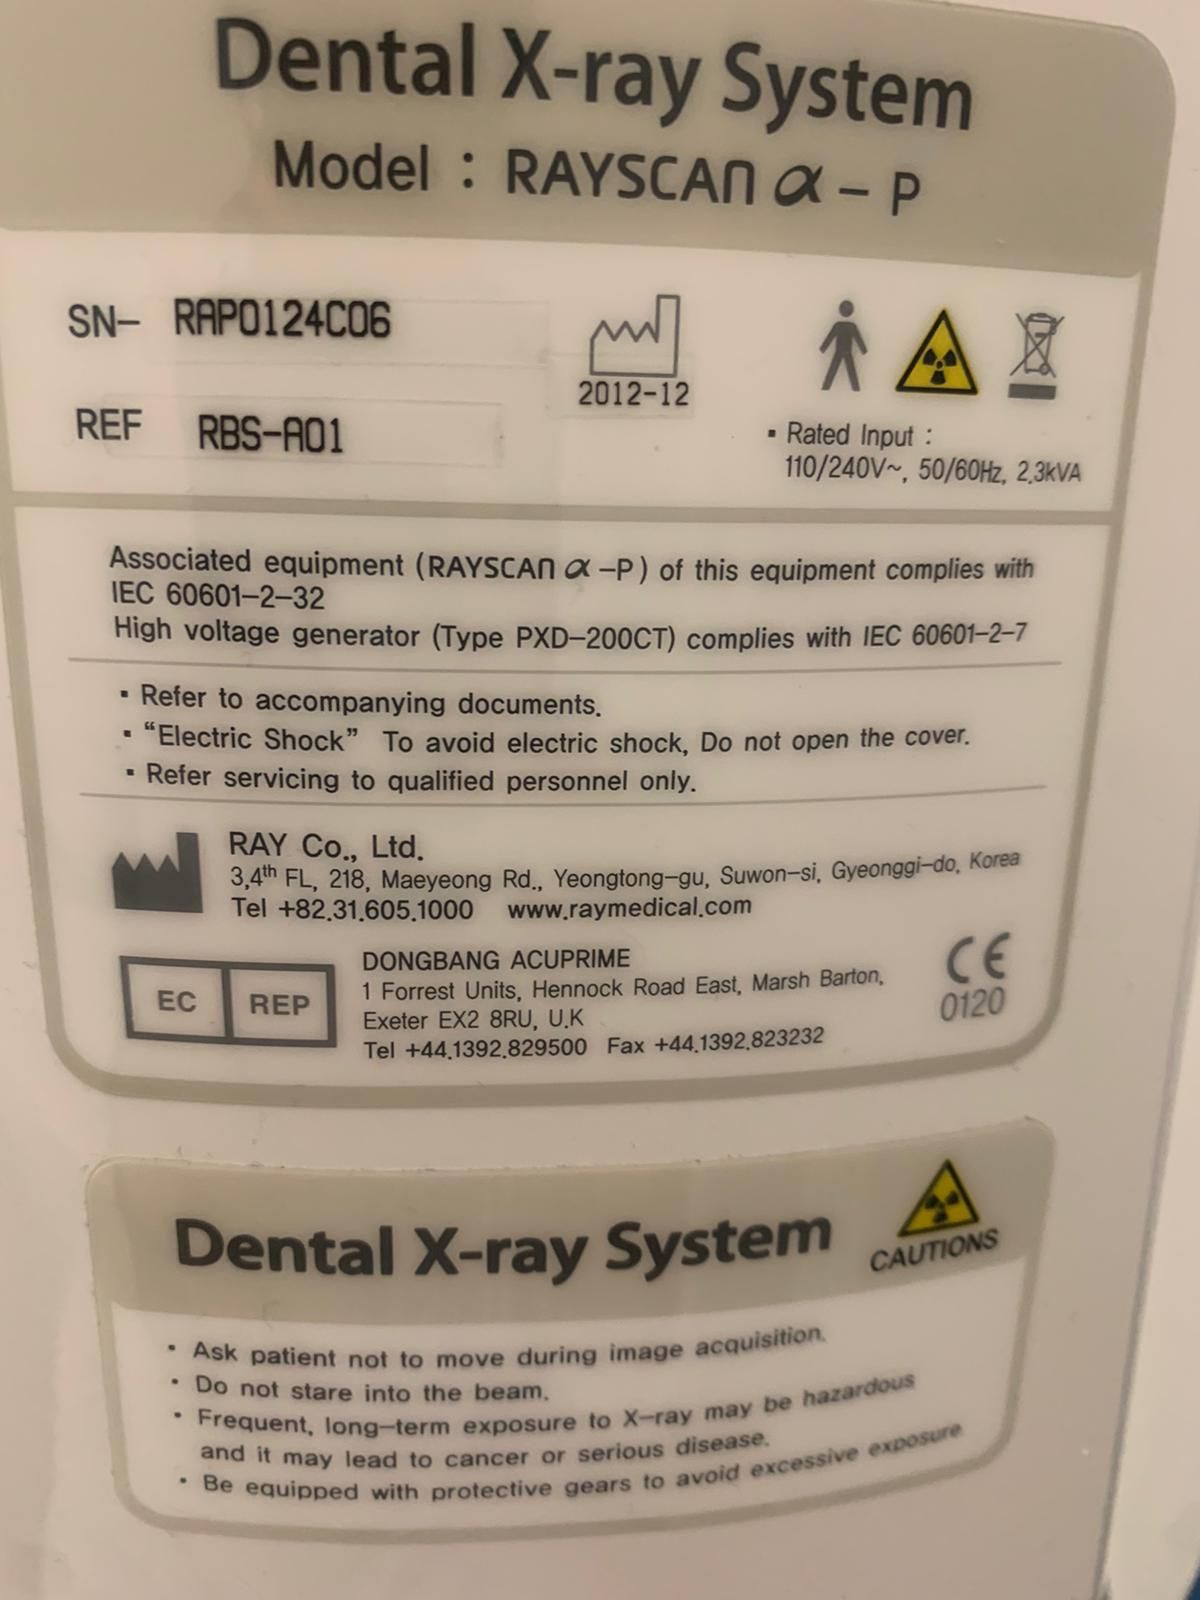 Dental X-ray System
Model : RAYSCAN α - P
SN- RAP0124C06
2012-12
REF RBS-A01
▪ Rated Input :
110/240V~, 50/60Hz, 2.3kVA
Associated equipment (RAYSCAN α -P) of this equipment complies with
IEC 60601-2-32
High voltage generator (Type PXD-200CT) complies with IEC 60601-2-7
▪ Refer to accompanying documents.
▪ “Electric Shock” To avoid electric shock, Do not open the cover.
▪ Refer servicing to qualified personnel only.
RAY Co., Ltd.
3,4th FL, 218, Maeyeong Rd., Yeongtong-gu, Suwon-si, Gyeonggi-do, Korea
Tel +82.31.605.1000 www.raymedical.com
EC REP
DONGBANG ACUPRIME
1 Forrest Units, Hennock Road East, Marsh Barton,
Exeter EX2 8RU, U.K
Tel +44.1392.829500 Fax +44.1392.823232
CE
0120
Dental X-ray System
CAUTIONS
• Ask patient not to move during image acquisition.
• Do not stare into the beam.
• Frequent, long-term exposure to X-ray may be hazardous
and it may lead to cancer or serious disease.
• Be equipped with protective gears to avoid excessive exposure